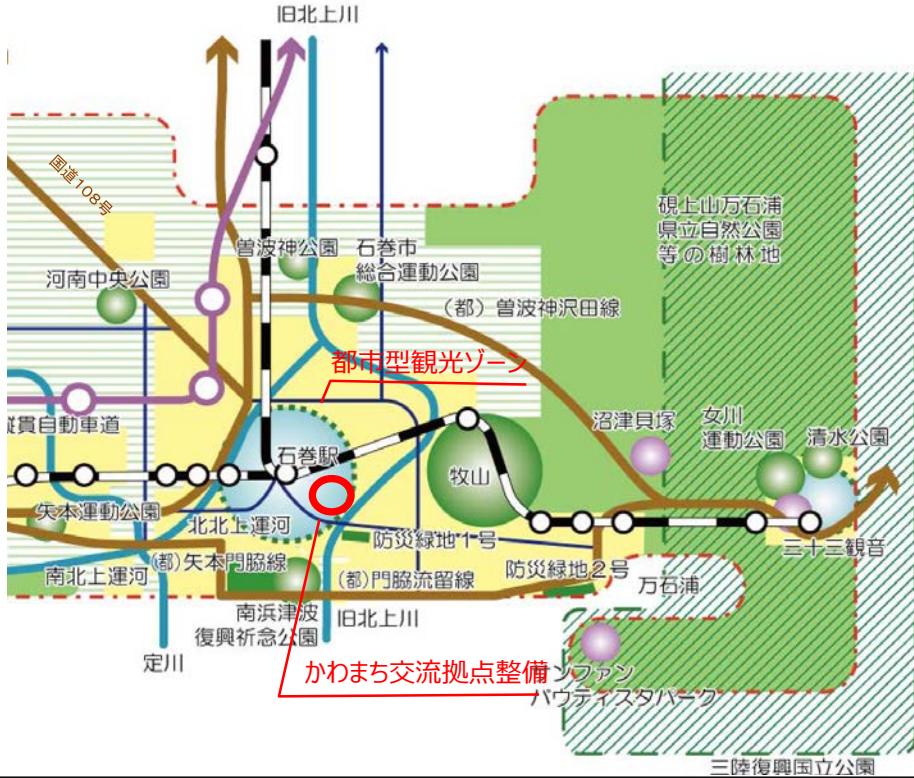 旧北上川
国道108号
硯上山万石浦
県立自然公園
等の樹林地
曽波神公園
石巻市
総合運動公園
河南中央公園
(都)曽波神沢田線
都市型観光ゾーン
縦貫自動車道
沼津貝塚
女川
運動公園
清水公園
石巻駅
牧山
矢本運動公園
北北上運河
防災緑地1号
三十三観音
南北上運河
(都)矢本門脇線
(都)門脇流留線
防災緑地2号
万石浦
南浜津波
復興祈念公園
旧北上川
定川
かわまち交流拠点整備
サンファン
バウティスタパーク
三陸復興国立公園